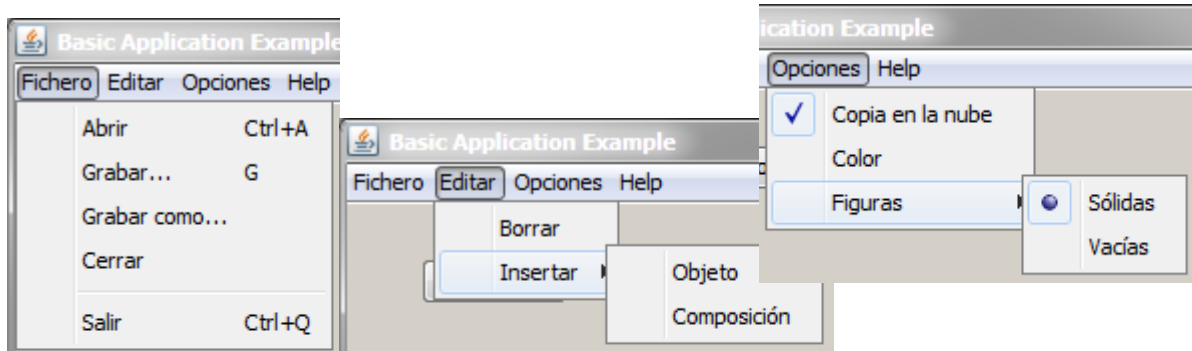 Basic Application Example
Fichero Editar Opciones Help
Abrir Ctrl+A
Grabar... G
Grabar como...
Cerrar
Salir Ctrl+Q
Basic Application Example
Fichero Editar Opciones Help
Borrar
Insertar
Objeto
Composición
ication Example
Opciones Help
Copia en la nube
Color
Figuras
Sólidas
Vacías